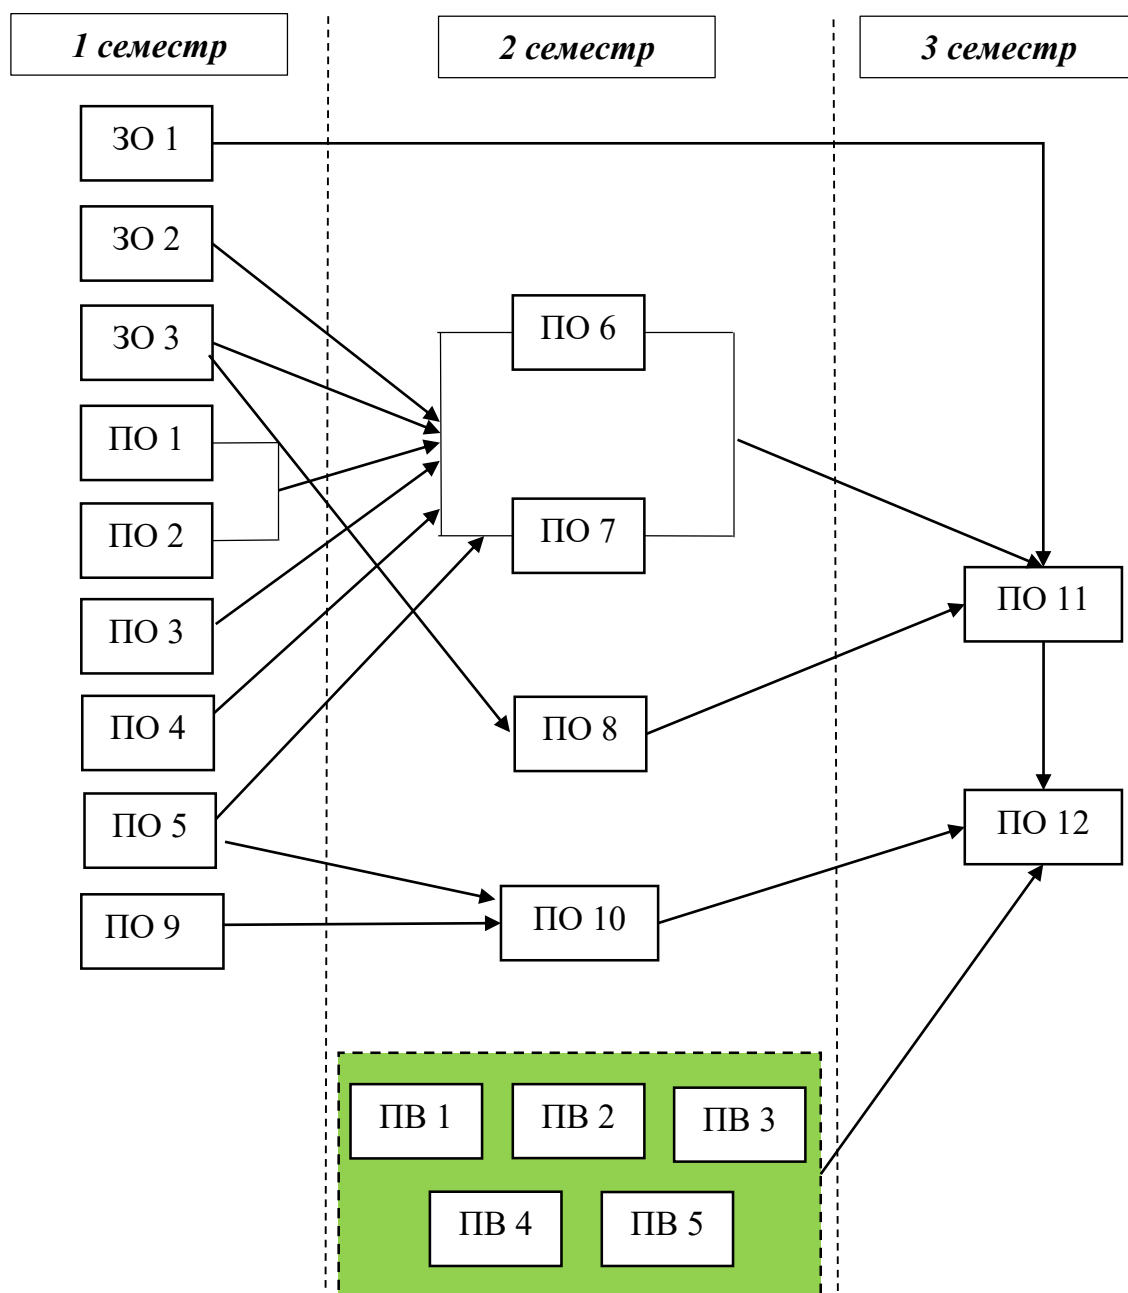 1 семестр
2 семестр
3 семестр
ЗО 1
ЗО 2
ЗО 3
ПО 6
ПО 1
ПО 2
ПО 7
ПО 3
ПО 11
ПО 4
ПО 8
ПО 5
ПО 12
ПО 9
ПО 10
ПВ 1
ПВ 2
ПВ 3
ПВ 4
ПВ 5